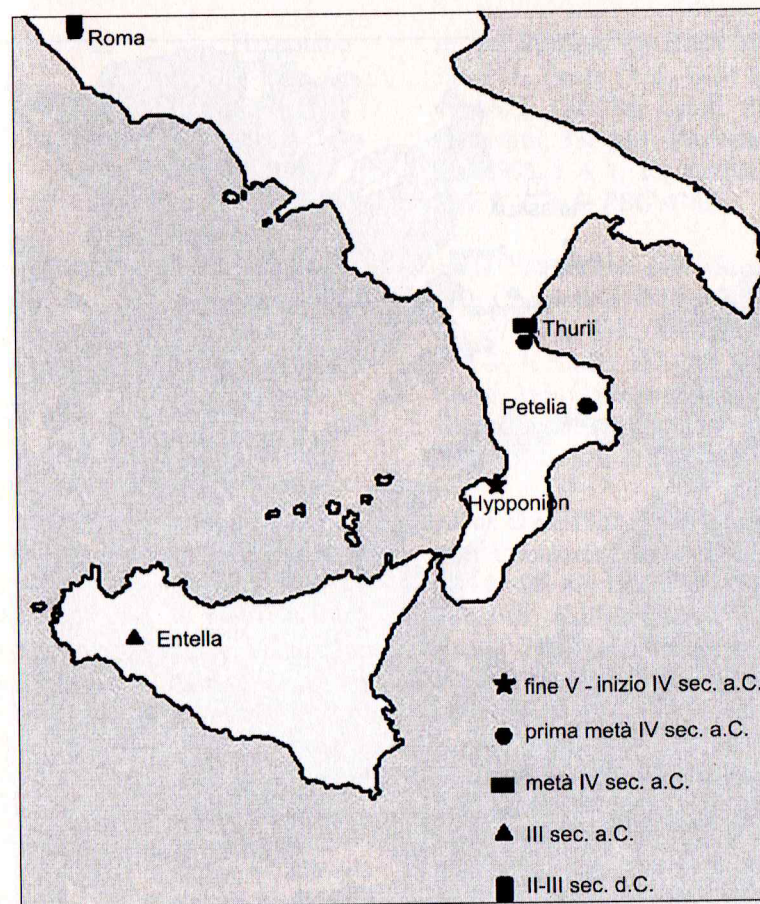 Roma
Thurii
Petelia
Hypponion
Entella
fine V - inizio IV sec. a.C.
prima metà IV sec. a.C.
metà IV sec. a.C.
III sec. a.C.
II-III sec. d.C.